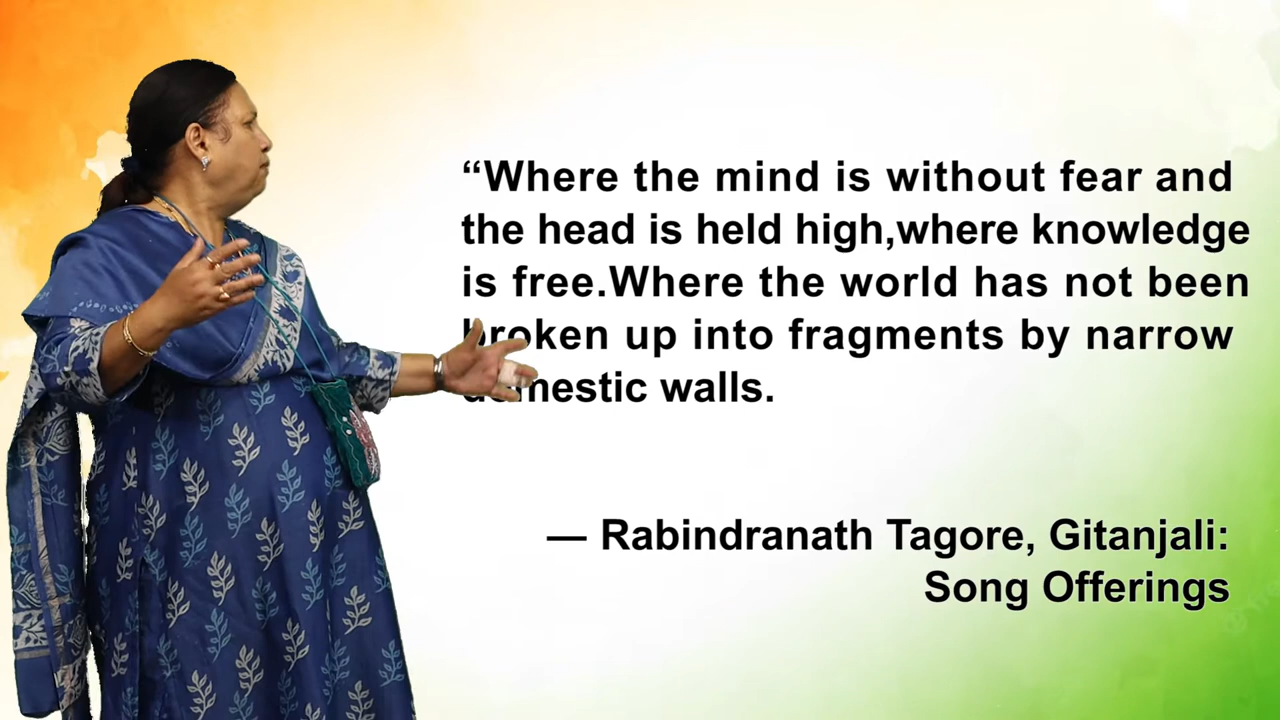 “Where the mind is without fear and
the head is held high,where knowledge
is free.Where the world has not been
broken up into fragments by narrow
domestic walls.
— Rabindranath Tagore, Gitanjali:
Song Offerings